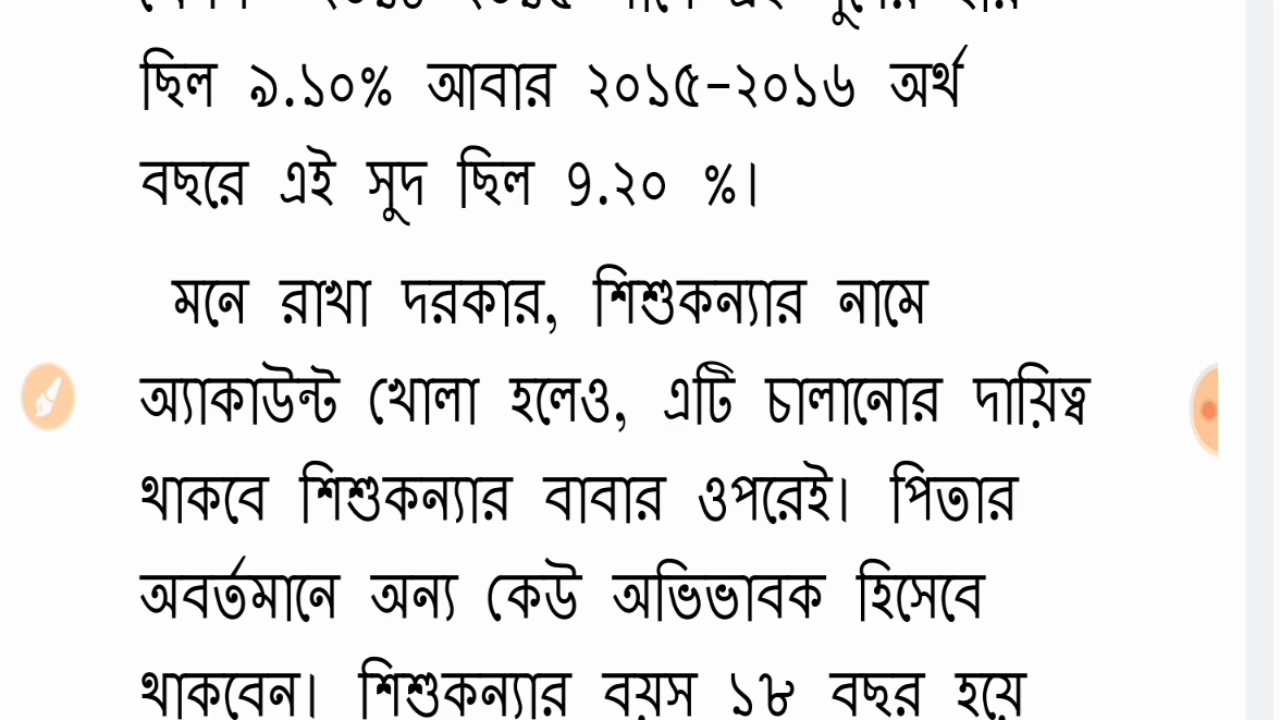 ছিল ৯.১০% আবার ২০১৫-২০১৬ অর্থ
বছরে এই সুদ ছিল 9.২০ %।
মনে রাখা দরকার, শিশুকন্যার নামে
অ্যাকাউন্ট খোলা হলেও, এটি চালানোর দায়িত্ব
থাকবে শিশুকন্যার বাবার ওপরেই। পিতার
অবর্তমানে অন্য কেউ অভিভাবক হিসেবে
থাকবেন। শিশুকন্যার বয়স ১৮ বছর হয়ে